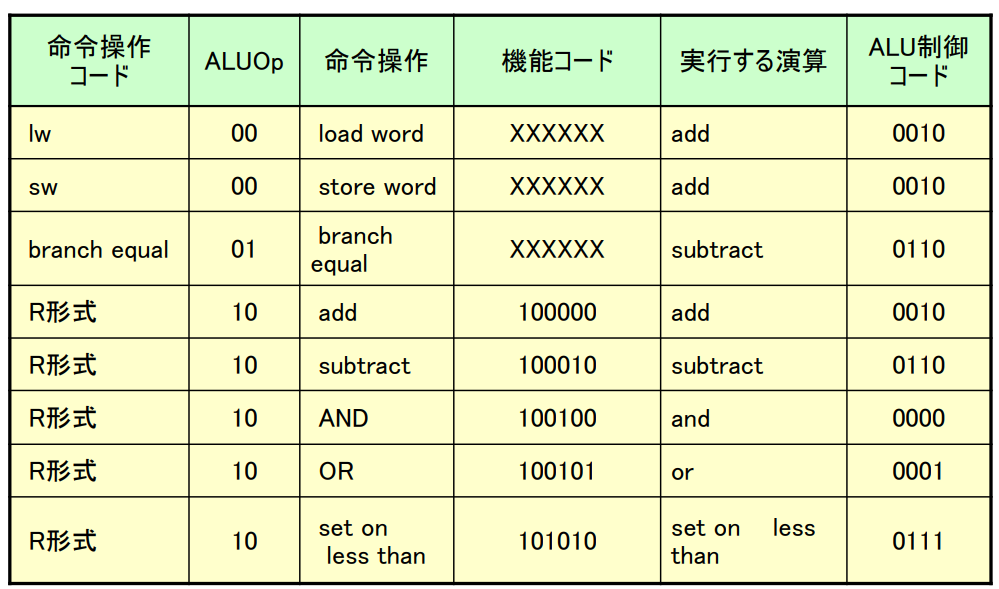 命令操作
コード
ALUOp
命令操作
機能コード
実行する演算
ALU制御
コード
lw
00
load word
XXXXXX
add
0010
sw
00
store word
XXXXXX
add
0010
branch equal
01
branch
equal
XXXXXX
subtract
0110
R形式
10
add
100000
add
0010
R形式
10
subtract
100010
subtract
0110
R形式
10
AND
100100
and
0000
R形式
10
OR
100101
or
0001
R形式
10
set on
less than
101010
set on less
than
0111